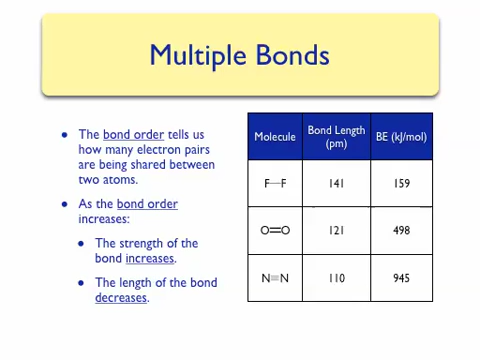 Multiple Bonds
• The bond order tells us
how many electron pairs
are being shared between
two atoms.
• As the bond order
increases:
• The strength of the
bond increases.
• The length of the bond
decreases.
Molecule Bond Length (pm) BE (kJ/mol)
F—F 141 159
O=O 121 498
N≡N 110 945